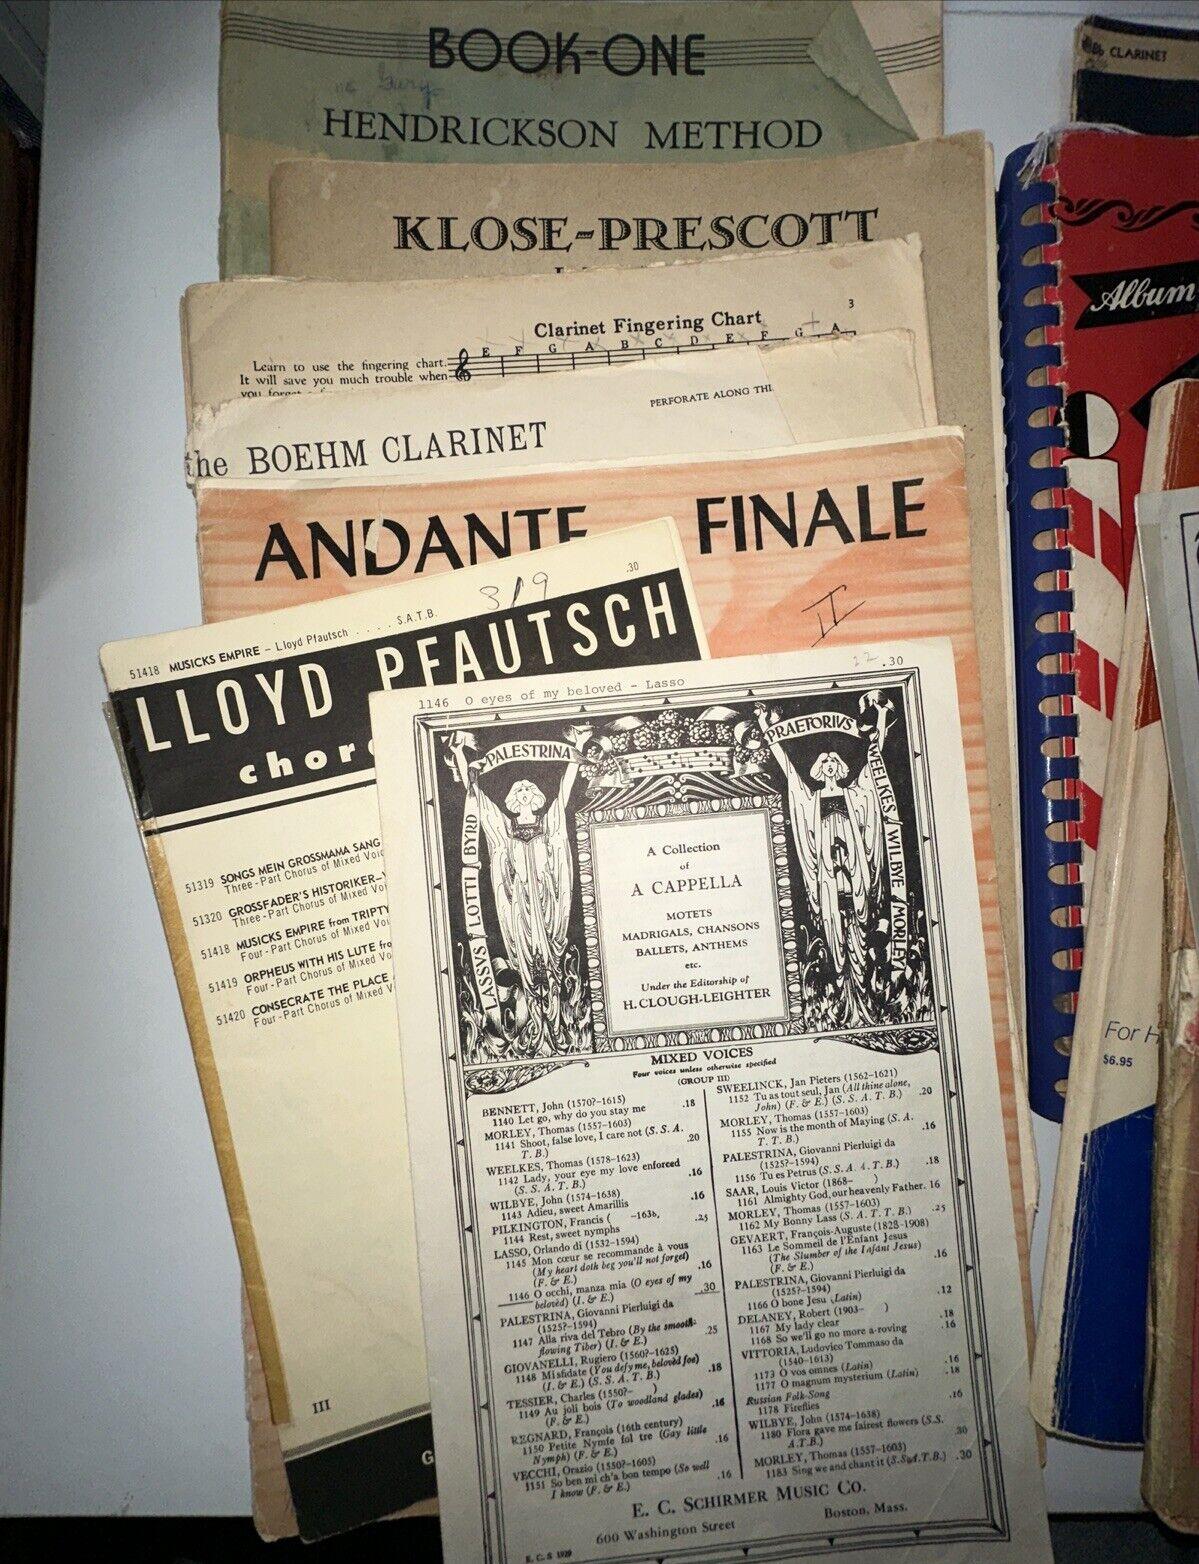 BOOK-ONE
Gary
HENDRICKSON METHOD
KLOSE-PRESCOTT
3
Clarinet Fingering Chart
E F G A B C D E F G A
Learn to use the fingering chart.
It will save you much trouble when
you forget
PERFORATE ALONG THI
the BOEHM CLARINET
ANDANTE FINALE
II
319
.30
51418 MUSICKS EMPIRE – Lloyd Pfautsch . . . . S.A.T.B.
LLOYD PFAUTSCH
chor
51319 SONGS MEIN GROSSMAMA SANG
Three-Part Chorus of Mixed Voic
51320 GROSSFADER'S HISTORIKER–
Three-Part Chorus of Mixed Voi
51418 MUSICKS EMPIRE from TRIPTY
Four-Part Chorus of Mixed Vo
51419 ORPHEUS WITH HIS LUTE fro
Four-Part Chorus of Mixed Vo
51420 CONSECRATE THE PLACE
Four-Part Chorus of Mixed V
III
G
22 .30
1146 O eyes of my beloved - Lasso
PALESTRINA
PRAETORIVS
LASSVS / LOTTI / BYRD
WEELKES / WILBYE / MORLEY
A Collection
of
A CAPPELLA
MOTETS
MADRIGALS, CHANSONS
BALLETS, ANTHEMS
etc.
Under the Editorship of
H. CLOUGH-LEIGHTER
MIXED VOICES
Four voices unless otherwise specified
(GROUP III)
BENNETT, John (1570?-1615)
1140 Let go, why do you stay me .18
MORLEY, Thomas (1557-1603)
1141 Shoot, false love, I care not (S. S. A.
T. B.) .20
WEELKES, Thomas (1578-1623)
1142 Lady, your eye my love enforced
(S. S. A. T. B.) .16
WILBYE, John (1574-1638)
1143 Adieu, sweet Amarillis .16
PILKINGTON, Francis ( -1638)
1144 Rest, sweet nymphs .25
LASSO, Orlando di (1532-1594)
1145 Mon cœur se recommande à vous
(My heart doth beg you'll not forget)
(F. & E.) .16
1146 O occhi, manza mia (O eyes of my
beloved) (I. & E.) .30
PALESTRINA, Giovanni Pierluigi da
(1525?-1594)
1147 Alla riva del Tebro (By the smooth-
flowing Tiber) (I. & E.) .25
GIOVANELLI, Rugiero (1560?-1625)
1148 Misfidate (You defy me, beloved foe)
(I. & E.) (S. S. A. T. B.) .18
TESSIER, Charles (1550?- )
1149 Au joli bois (To woodland glades)
(F. & E.) .16
REGNARD, François (16th century)
1150 Petite Nymfe fol tre (Gay little
Nymph) (F. & E.) .16
VECCHI, Orazio (1550?-1605)
1151 So ben mi ch'a bon tempo (So well
I know (F. & E.) .16
SWEELINCK, Jan Pieters (1562-1621)
1152 Tu as tout seul, Jan (All thine alone,
John) (F. & E.) (S. S. A. T. B.) .20
MORLEY, Thomas (1557-1603)
1155 Now is the month of Maying (S. A.
T. T. B.) .16
PALESTRINA, Giovanni Pierluigi da
(1525?-1594)
1156 Tu es Petrus (S. S. A. A. T. B.) .18
SAAR, Louis Victor (1868- )
1161 Almighty God, our heavenly Father. 16
MORLEY, Thomas (1557-1603)
1162 My Bonny Lass (S. A. T. T. B.) .25
GEVAERT, François-Auguste (1828-1908)
1163 Le Sommeil de l'Enfant Jesus
(The Slumber of the Infant Jesus)
(F. & E.) .16
PALESTRINA, Giovanni Pierluigi da
(1525?-1594)
1166 O bone Jesu (Latin) .12
DELANEY, Robert (1903- )
1167 My lady clear .18
1168 So we'll go no more a-roving .16
VITTORIA, Ludovico Tommaso da
(1540-1613)
1173 O vos omnes (Latin) .16
1177 O magnum mysterium (Latin) .18
Russian Folk-Song
1178 Fireflies .16
WILBYE, John (1574-1638)
1180 Flora gave me fairest flowers (S.S.
A.T.B.) .30
MORLEY, Thomas (1557-1603)
1183 Sing we and chant it (S.S.A.T.B.) .30
E. C. SCHIRMER MUSIC CO.
600 Washington Street Boston, Mass.
E. C. S 1929
Bb CLARINET
Album
For H
$6.95